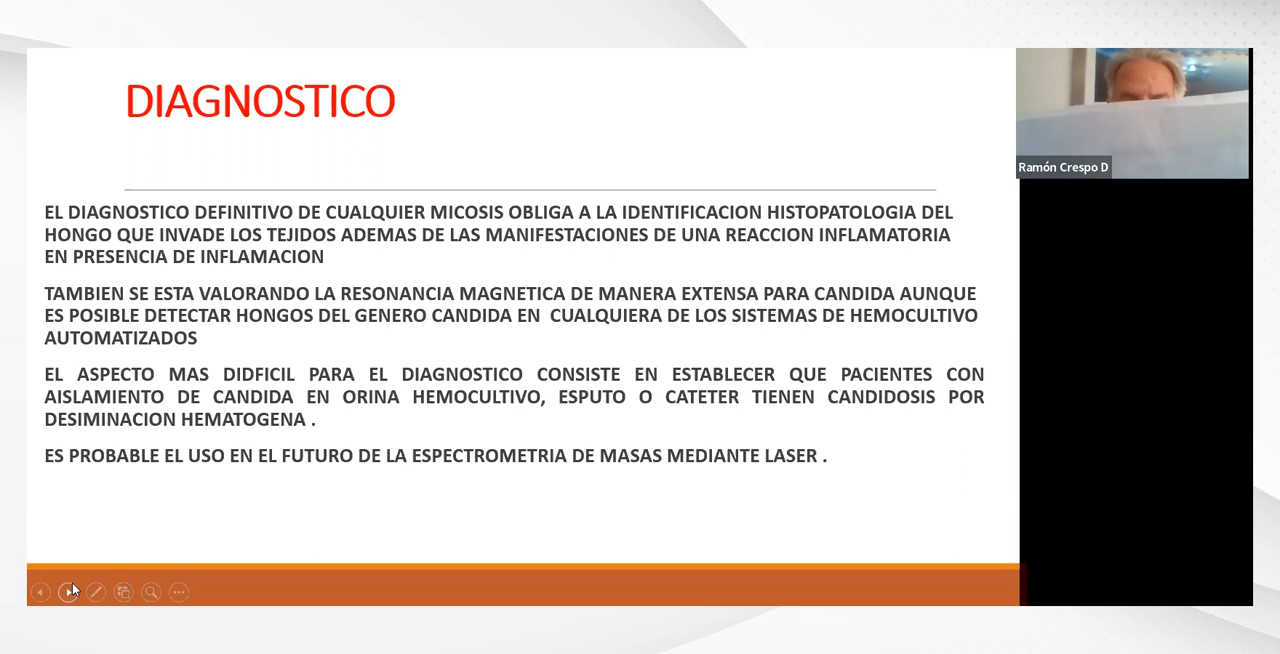 DIAGNOSTICO
EL DIAGNOSTICO DEFINITIVO DE CUALQUIER MICOSIS OBLIGA A LA IDENTIFICACION HISTOPATOLOGIA DEL
HONGO QUE INVADE LOS TEJIDOS ADEMAS DE LAS MANIFESTACIONES DE UNA REACCION INFLAMATORIA
EN PRESENCIA DE INFLAMACION
TAMBIEN SE ESTA VALORANDO LA RESONANCIA MAGNETICA DE MANERA EXTENSA PARA CANDIDA AUNQUE
ES POSIBLE DETECTAR HONGOS DEL GENERO CANDIDA EN CUALQUIERA DE LOS SISTEMAS DE HEMOCULTIVO
AUTOMATIZADOS
EL ASPECTO MAS DIDFICIL PARA EL DIAGNOSTICO CONSISTE EN ESTABLECER QUE PACIENTES CON
AISLAMIENTO DE CANDIDA EN ORINA HEMOCULTIVO, ESPUTO O CATETER TIENEN CANDIDOSIS POR
DESIMINACION HEMATOGENA .
ES PROBABLE EL USO EN EL FUTURO DE LA ESPECTROMETRIA DE MASAS MEDIANTE LASER .
Ramón Crespo D